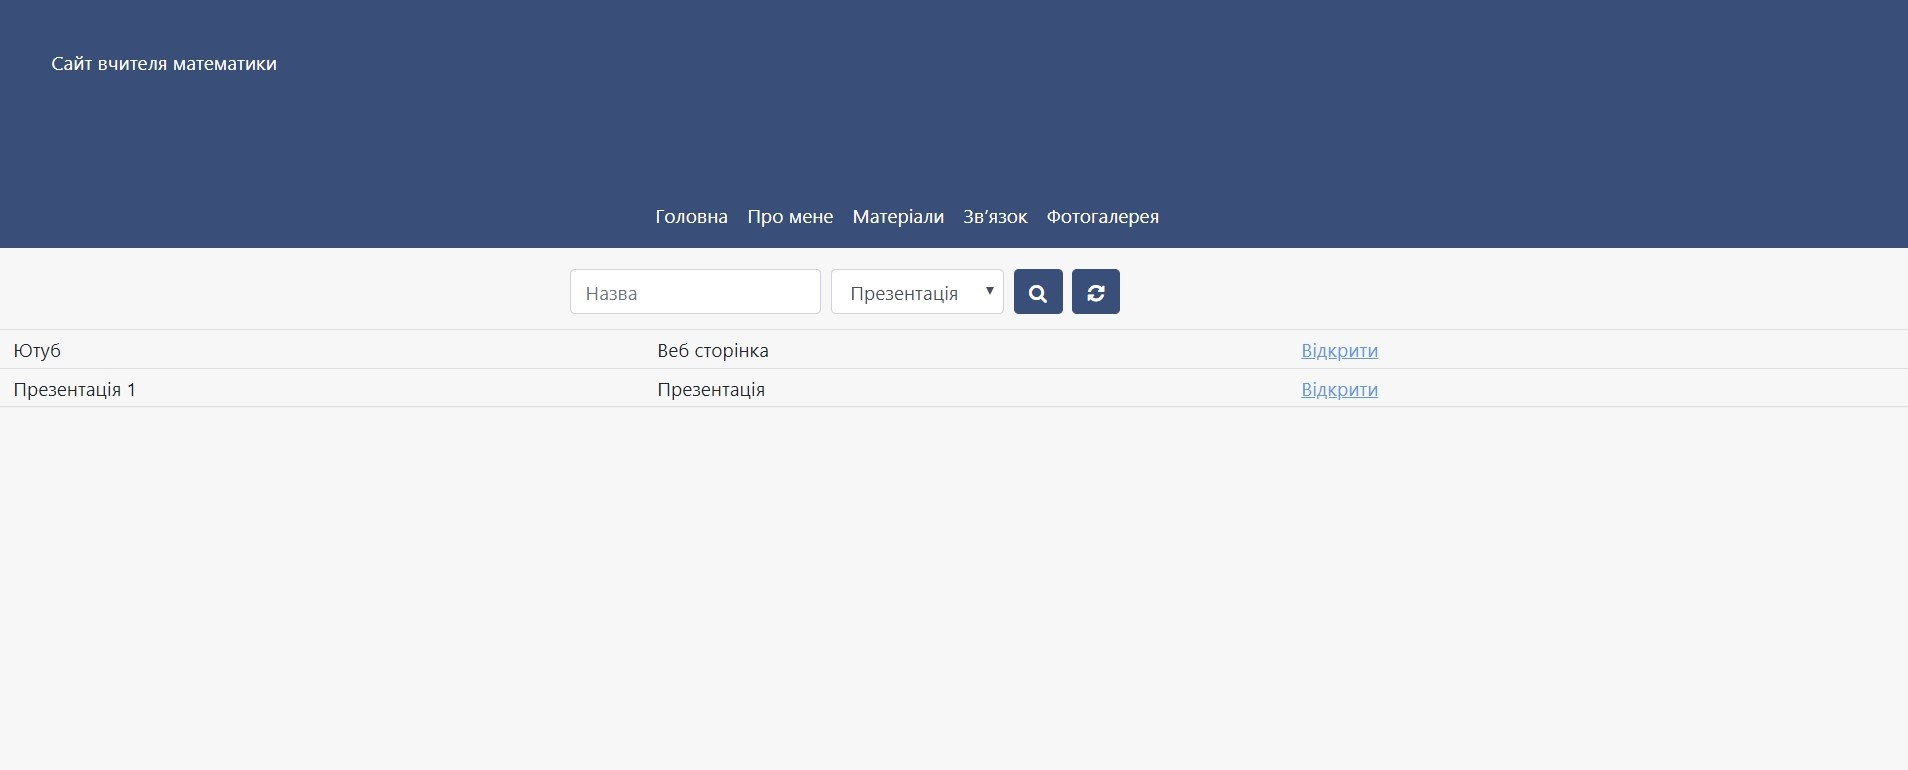 Сайт вчителя математики
Головна Про мене Матеріали Зв’язок Фотогалерея
Назва Презентація
Ютуб Веб сторінка Відкрити
Презентація 1 Презентація Відкрити